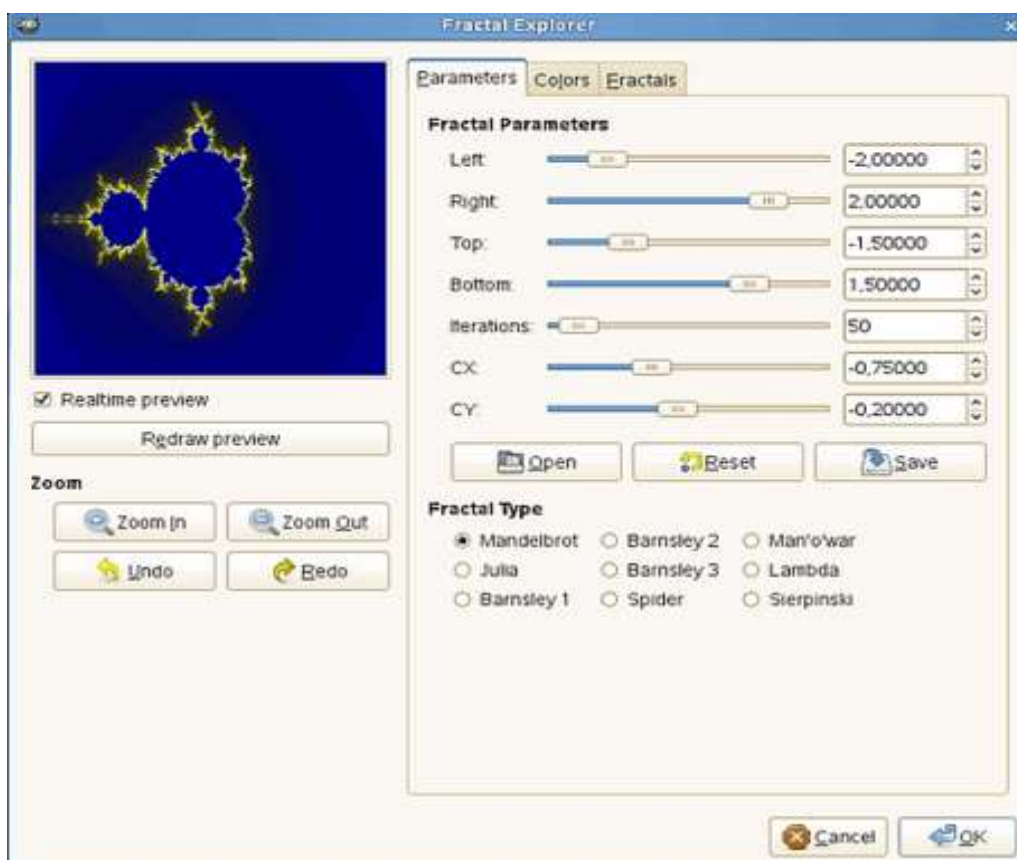 Fractal Explorer
Parameters Colors Fractals
Fractal Parameters
Left: -2,00000
Right: 2,00000
Top: -1,50000
Bottom: 1,50000
Iterations: 50
CX: -0,75000
CY: -0,20000
Open Reset Save
Fractal Type
Mandelbrot Barnsley 2 Man'o'war
Julia Barnsley 3 Lambda
Barnsley 1 Spider Sierpinski
Realtime preview
Redraw preview
Zoom
Zoom In Zoom Out
Undo Redo
Cancel OK